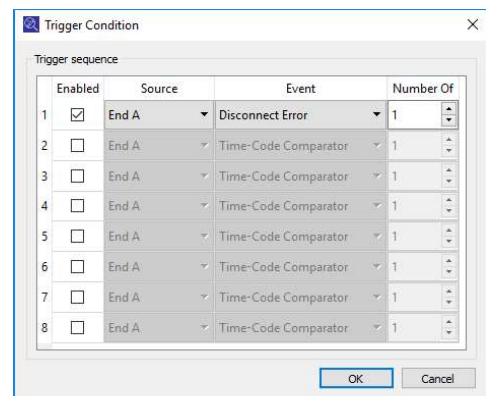 Trigger Condition
Trigger sequence
Enabled Source Event Number Of
1 End A Disconnect Error 1
2 End A Time-Code Comparator 1
3 End A Time-Code Comparator 1
4 End A Time-Code Comparator 1
5 End A Time-Code Comparator 1
6 End A Time-Code Comparator 1
7 End A Time-Code Comparator 1
8 End A Time-Code Comparator 1
OK Cancel